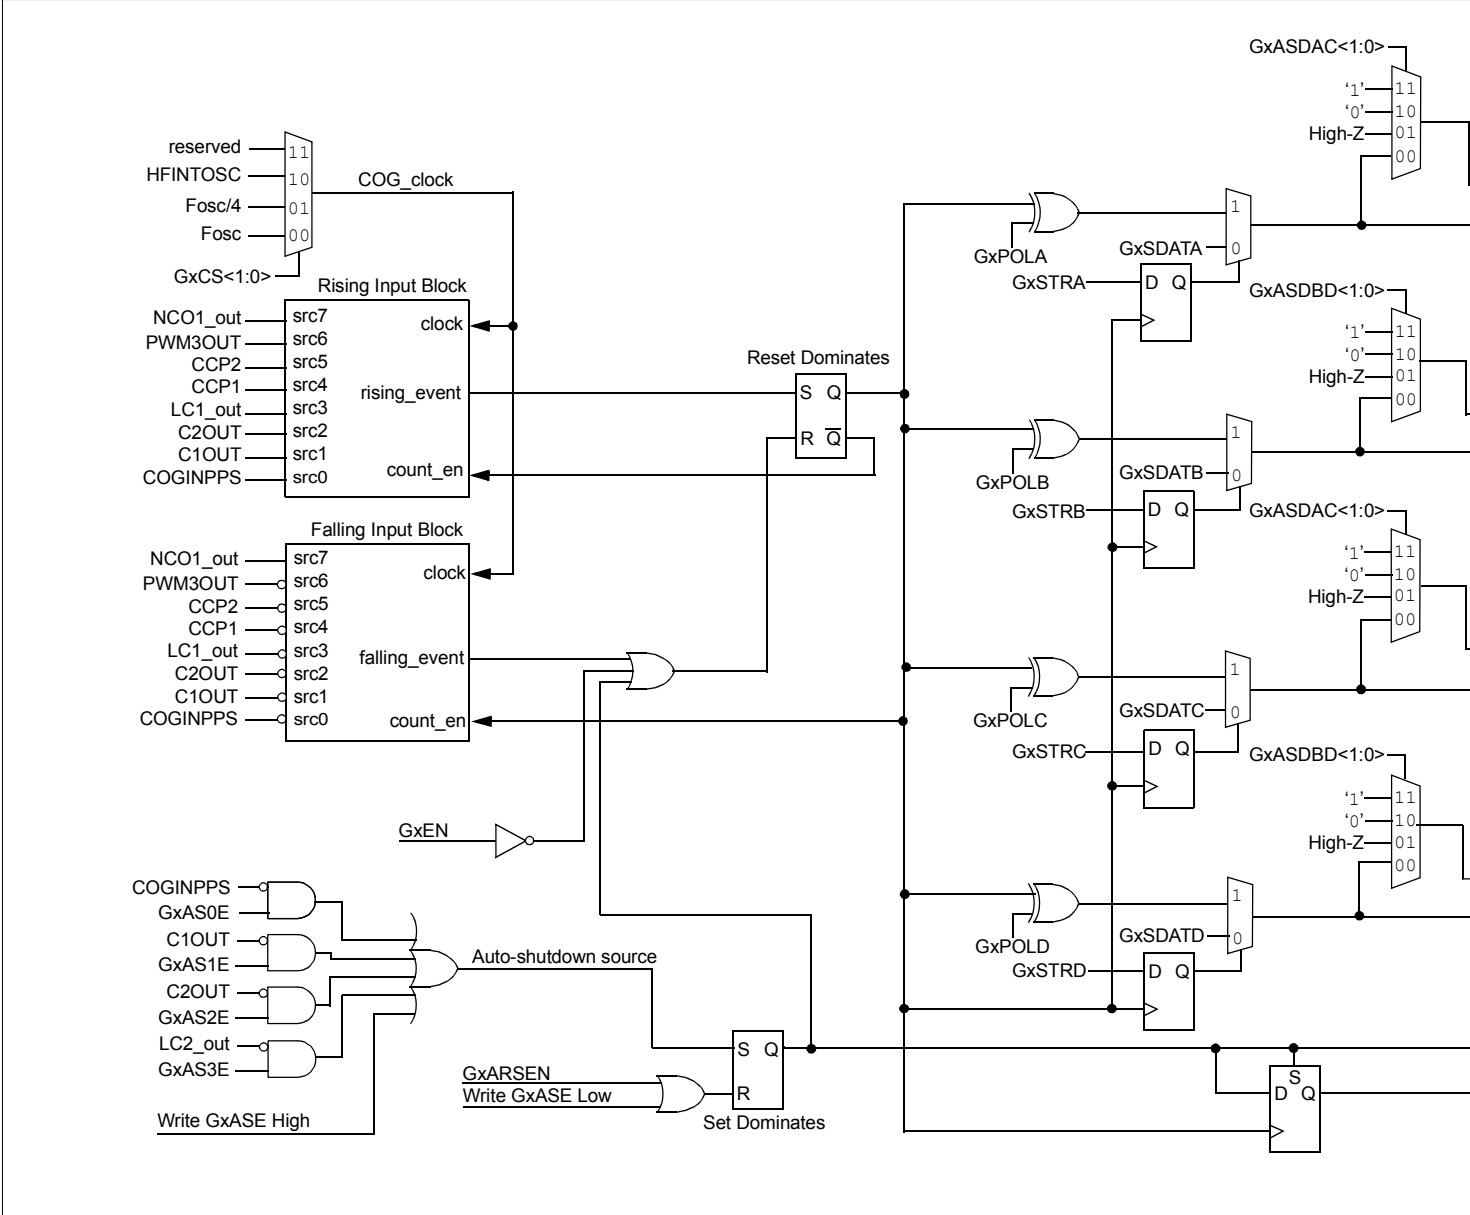 GxASDAC<1:0>
‘1’ 11
‘0’ 10
High-Z 01
00
reserved 11
HFINTOSC 10
Fosc/4 01
Fosc 00
GxCS<1:0>
COG_clock
Rising Input Block
NCO1_out src7
PWM3OUT src6
CCP2 src5
CCP1 src4
LC1_out src3
C2OUT src2
C1OUT src1
COGINPPS src0
clock
rising_event
count_en
Falling Input Block
NCO1_out src7
PWM3OUT src6
CCP2 src5
CCP1 src4
LC1_out src3
C2OUT src2
C1OUT src1
COGINPPS src0
clock
falling_event
count_en
Reset Dominates
S Q
R Q
GxEN
COGINPPS
GxAS0E
C1OUT
GxAS1E
C2OUT
GxAS2E
LC2_out
GxAS3E
Write GxASE High
Auto-shutdown source
GxARSEN
Write GxASE Low
S Q
R
Set Dominates
GxPOLA
1
GxSDATA 0
GxSTRA D Q
GxASDBD<1:0>
‘1’ 11
‘0’ 10
High-Z 01
00
GxPOLB
1
GxSDATB 0
GxSTRB D Q
GxASDAC<1:0>
‘1’ 11
‘0’ 10
High-Z 01
00
GxPOLC
1
GxSDATC 0
GxSTRC D Q
GxASDBD<1:0>
‘1’ 11
‘0’ 10
High-Z 01
00
GxPOLD
1
GxSDATD 0
GxSTRD D Q
S
D Q